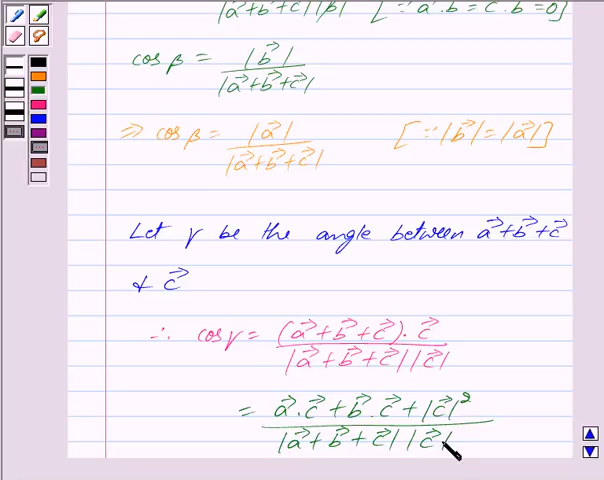 |a⃗+b⃗+c⃗| |b⃗| [∵ a⃗.b⃗ = c⃗.b⃗ =0]
cos β = |b⃗| / |a⃗+b⃗+c⃗|
⇒ cos β = |a⃗| / |a⃗+b⃗+c⃗| [∵ |b⃗| = |a⃗|]
Let γ be the angle between a⃗+b⃗+c⃗
& c⃗
∴ cos γ = (a⃗+b⃗+c⃗).c⃗ / |a⃗+b⃗+c⃗| |c⃗|
= a⃗.c⃗ + b⃗.c⃗ + |c⃗|² / |a⃗+b⃗+c⃗| |c⃗|